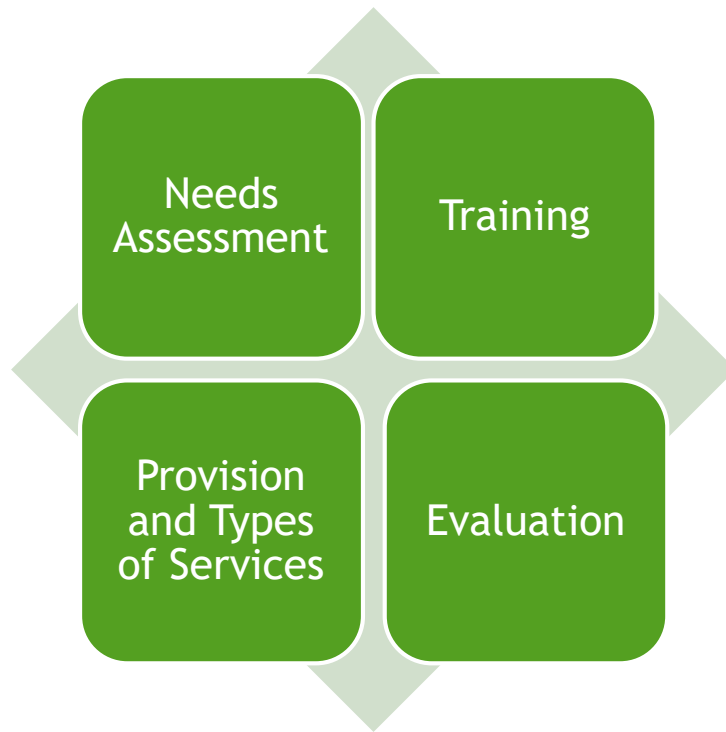 Needs
Assessment
Training
Provision
and Types
of Services
Evaluation